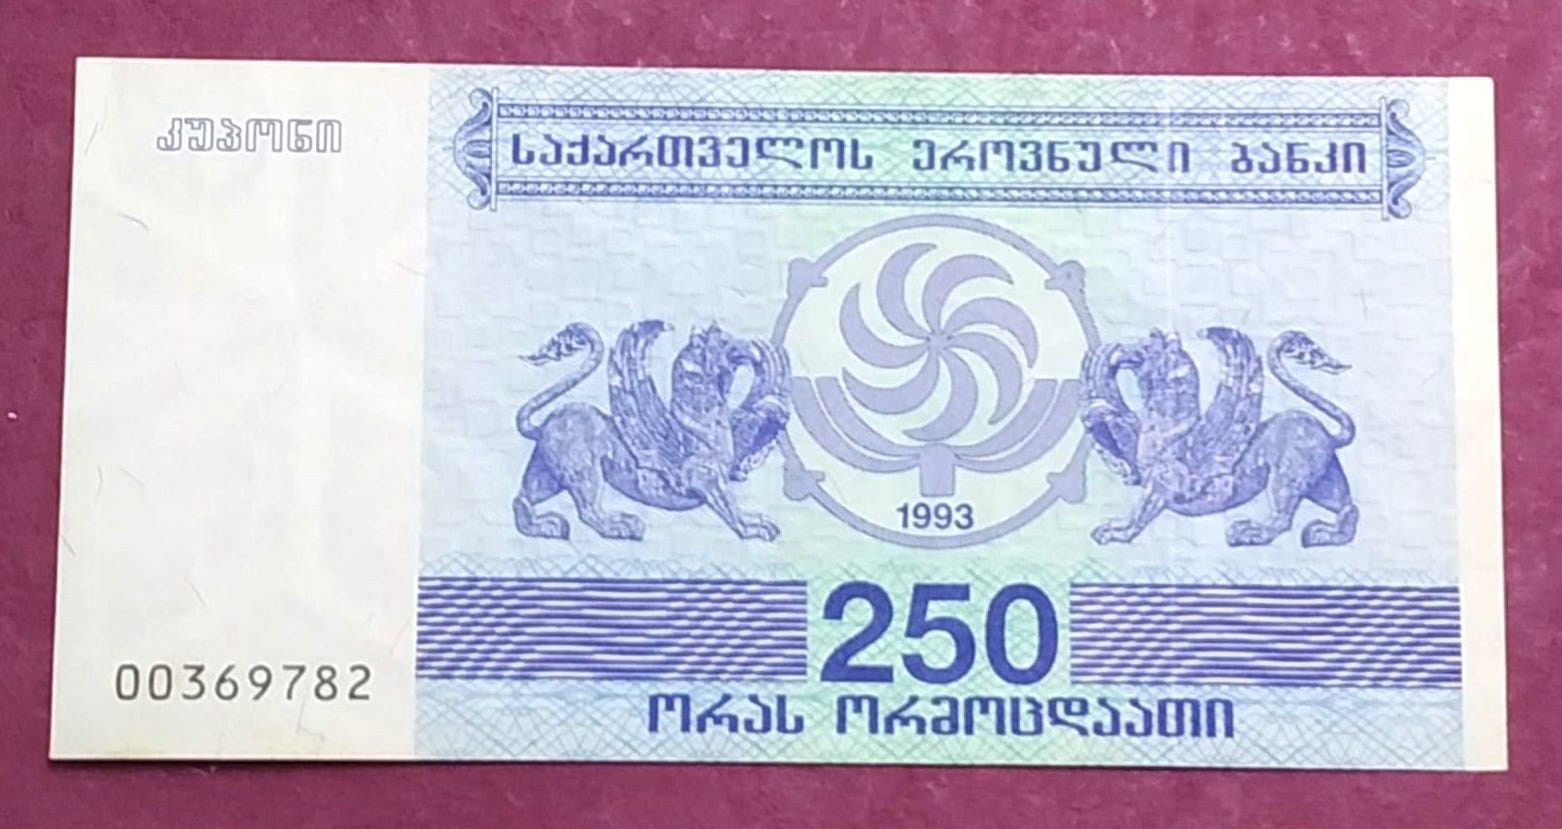 კუპონი
საქართველოს ეროვნული ბანკი
1993
250
00369782
ორას ორმოცდაათი